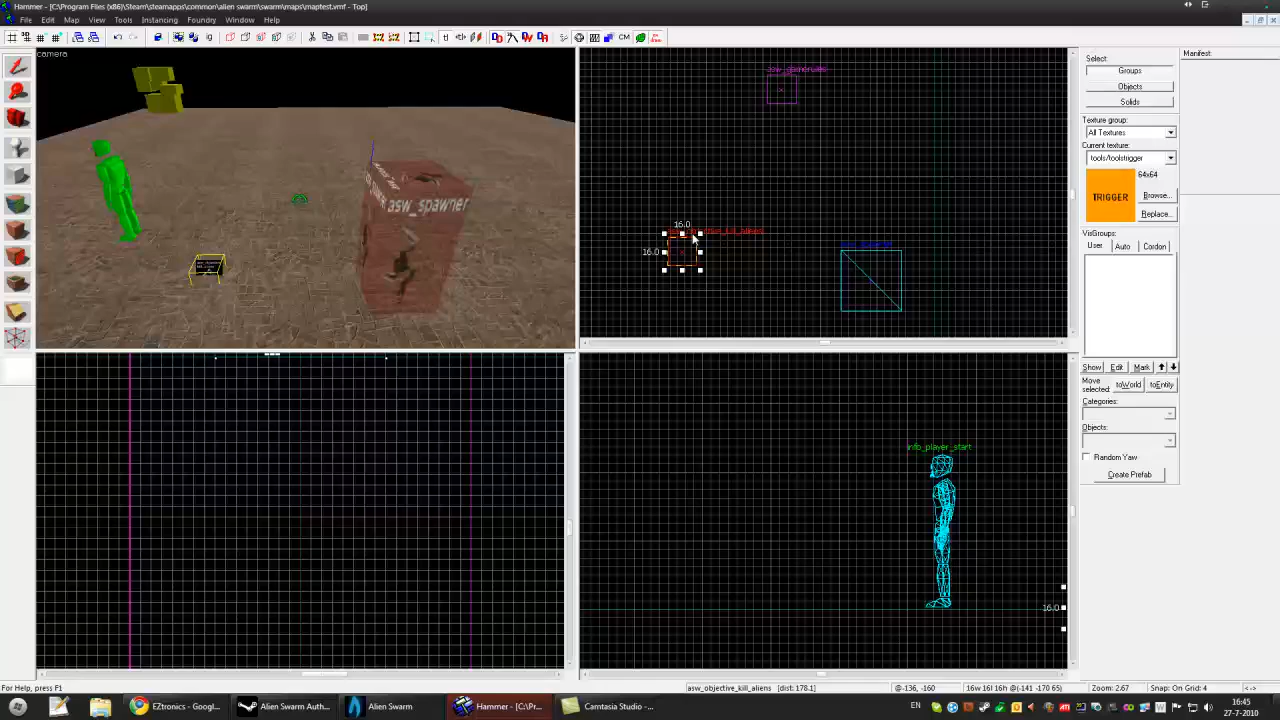 Hammer - [C:\Program Files (x86)\Steam\steamapps\common\alien swarm\swarm\maps\maptest.vmf - Top]
File Edit Map View Tools Instancing Foundry Window Help
camera
asw_spawner
asw_gamerules
16.0
16.0
info_player_start
16.0
Select:
Groups
Objects
Solids
Texture group:
All Textures
Current texture:
tools/toolstrigger
64x64
TRIGGER
Browse...
Replace...
VisGroups:
User Auto Cordon
Show Edit Mark
Move selected: toWorld toEntity
Categories:
Objects:
Random Yaw
Create Prefab
Manifest:
For Help, press F1
asw_objective_kill_aliens [dist: 178.1]
@-136, -160
16w 16l 16h @(-141 -170 65)
Zoom: 2.67
Snap: On Grid: 4
<->
EZtronics - Googl...
Alien Swarm Auth...
Alien Swarm
Hammer - [C:\Pr...
Camtasia Studio - ...
EN
16:45
27-7-2010